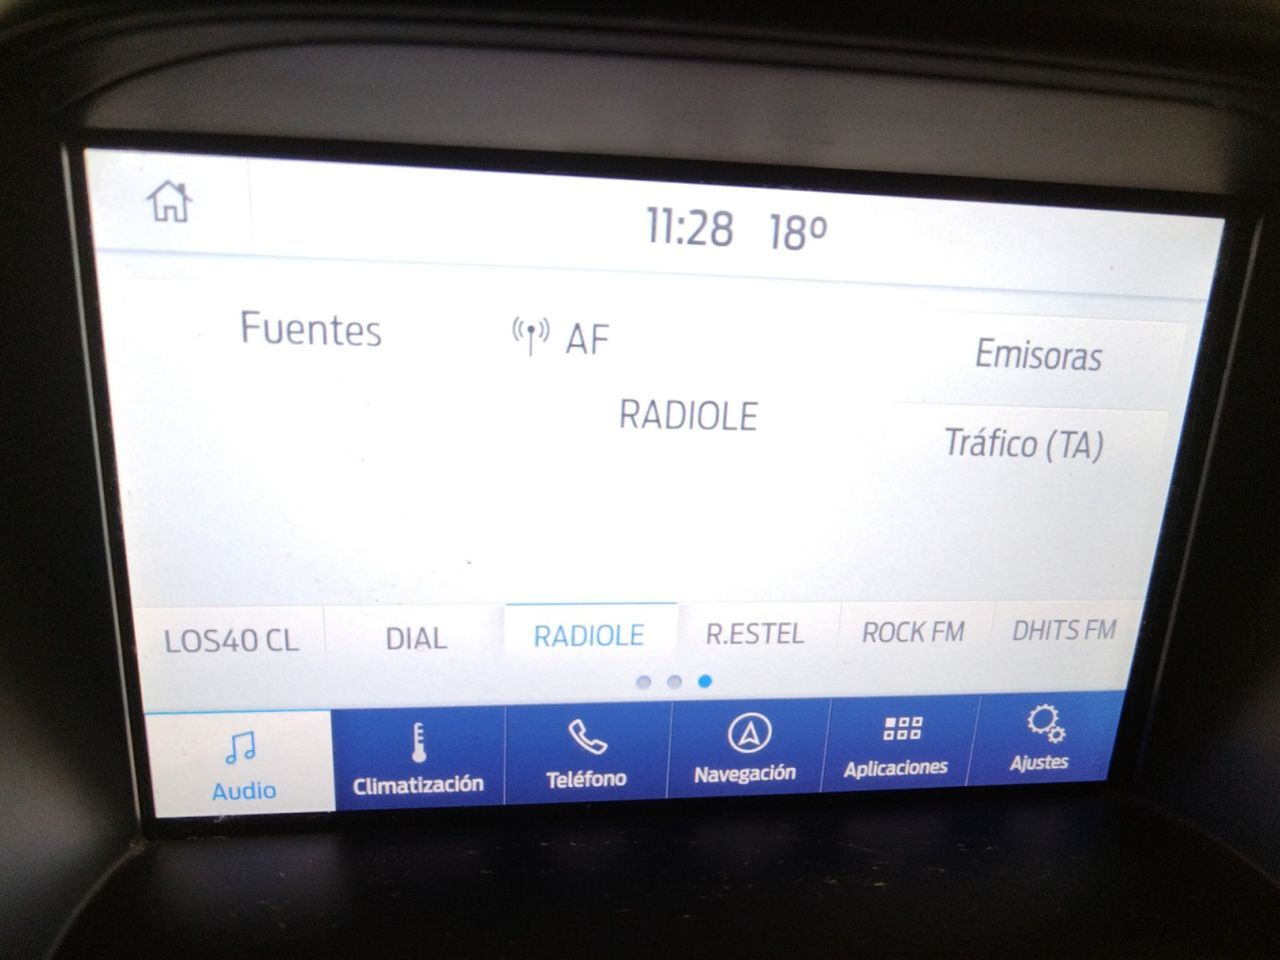 11:28 18º
Fuentes
AF
Emisoras
RADIOLE
Tráfico (TA)
LOS40 CL
DIAL
RADIOLE
R.ESTEL
ROCK FM
DHITS FM
Audio
Climatización
Teléfono
Navegación
Aplicaciones
Ajustes